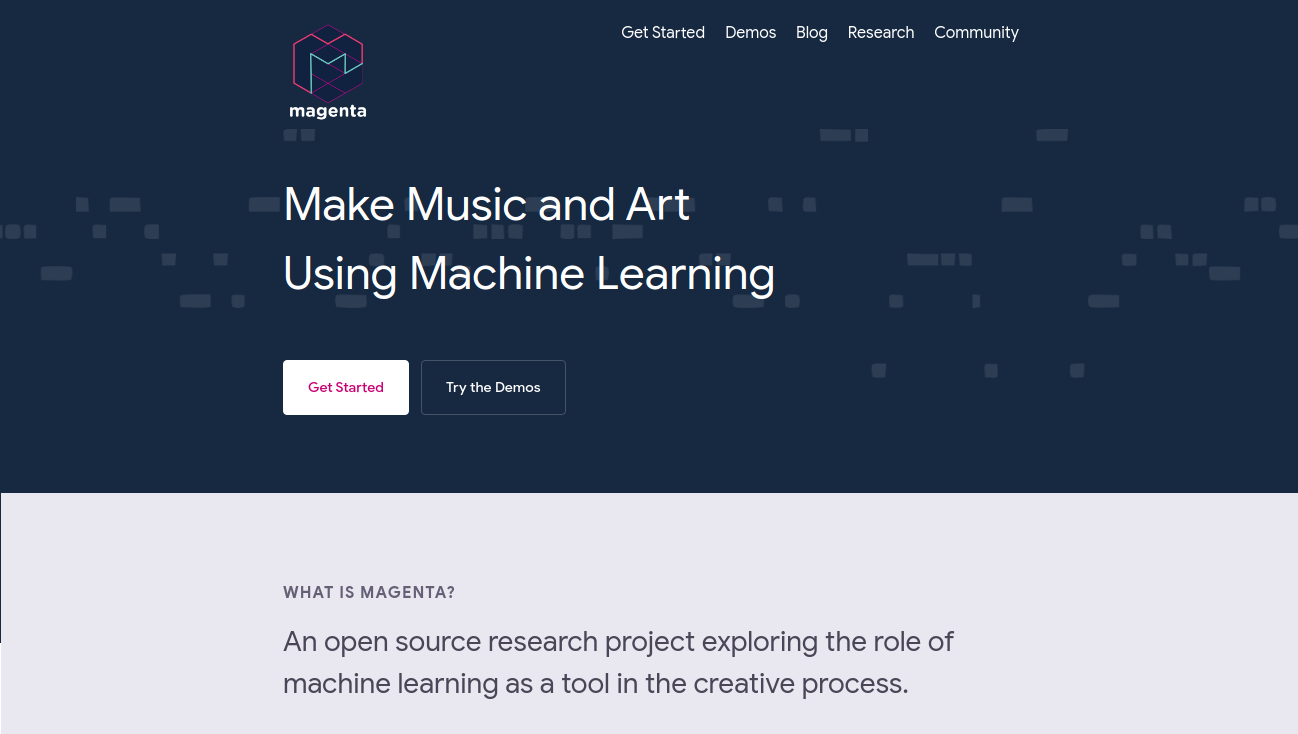 Get Started Demos Blog Research Community
magenta
Make Music and Art
Using Machine Learning
Get Started Try the Demos
WHAT IS MAGENTA?
An open source research project exploring the role of
machine learning as a tool in the creative process.